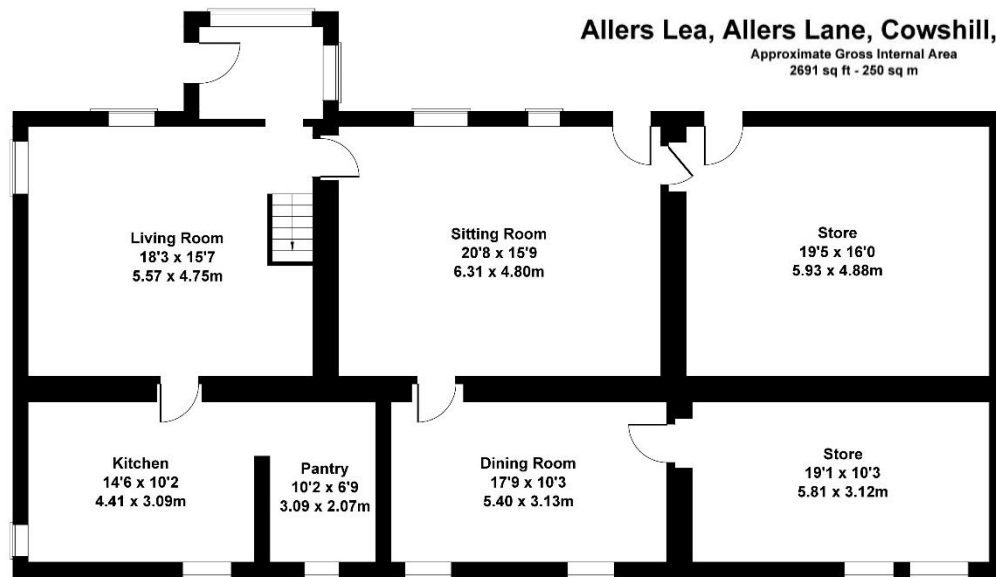 Allers Lea, Allers Lane, Cowshill,
Approximate Gross Internal Area
2691 sq ft - 250 sq m
Living Room
18'3 x 15'7
5.57 x 4.75m
Sitting Room
20'8 x 15'9
6.31 x 4.80m
Store
19'5 x 16'0
5.93 x 4.88m
Kitchen
14'6 x 10'2
4.41 x 3.09m
Pantry
10'2 x 6'9
3.09 x 2.07m
Dining Room
17'9 x 10'3
5.40 x 3.13m
Store
19'1 x 10'3
5.81 x 3.12m